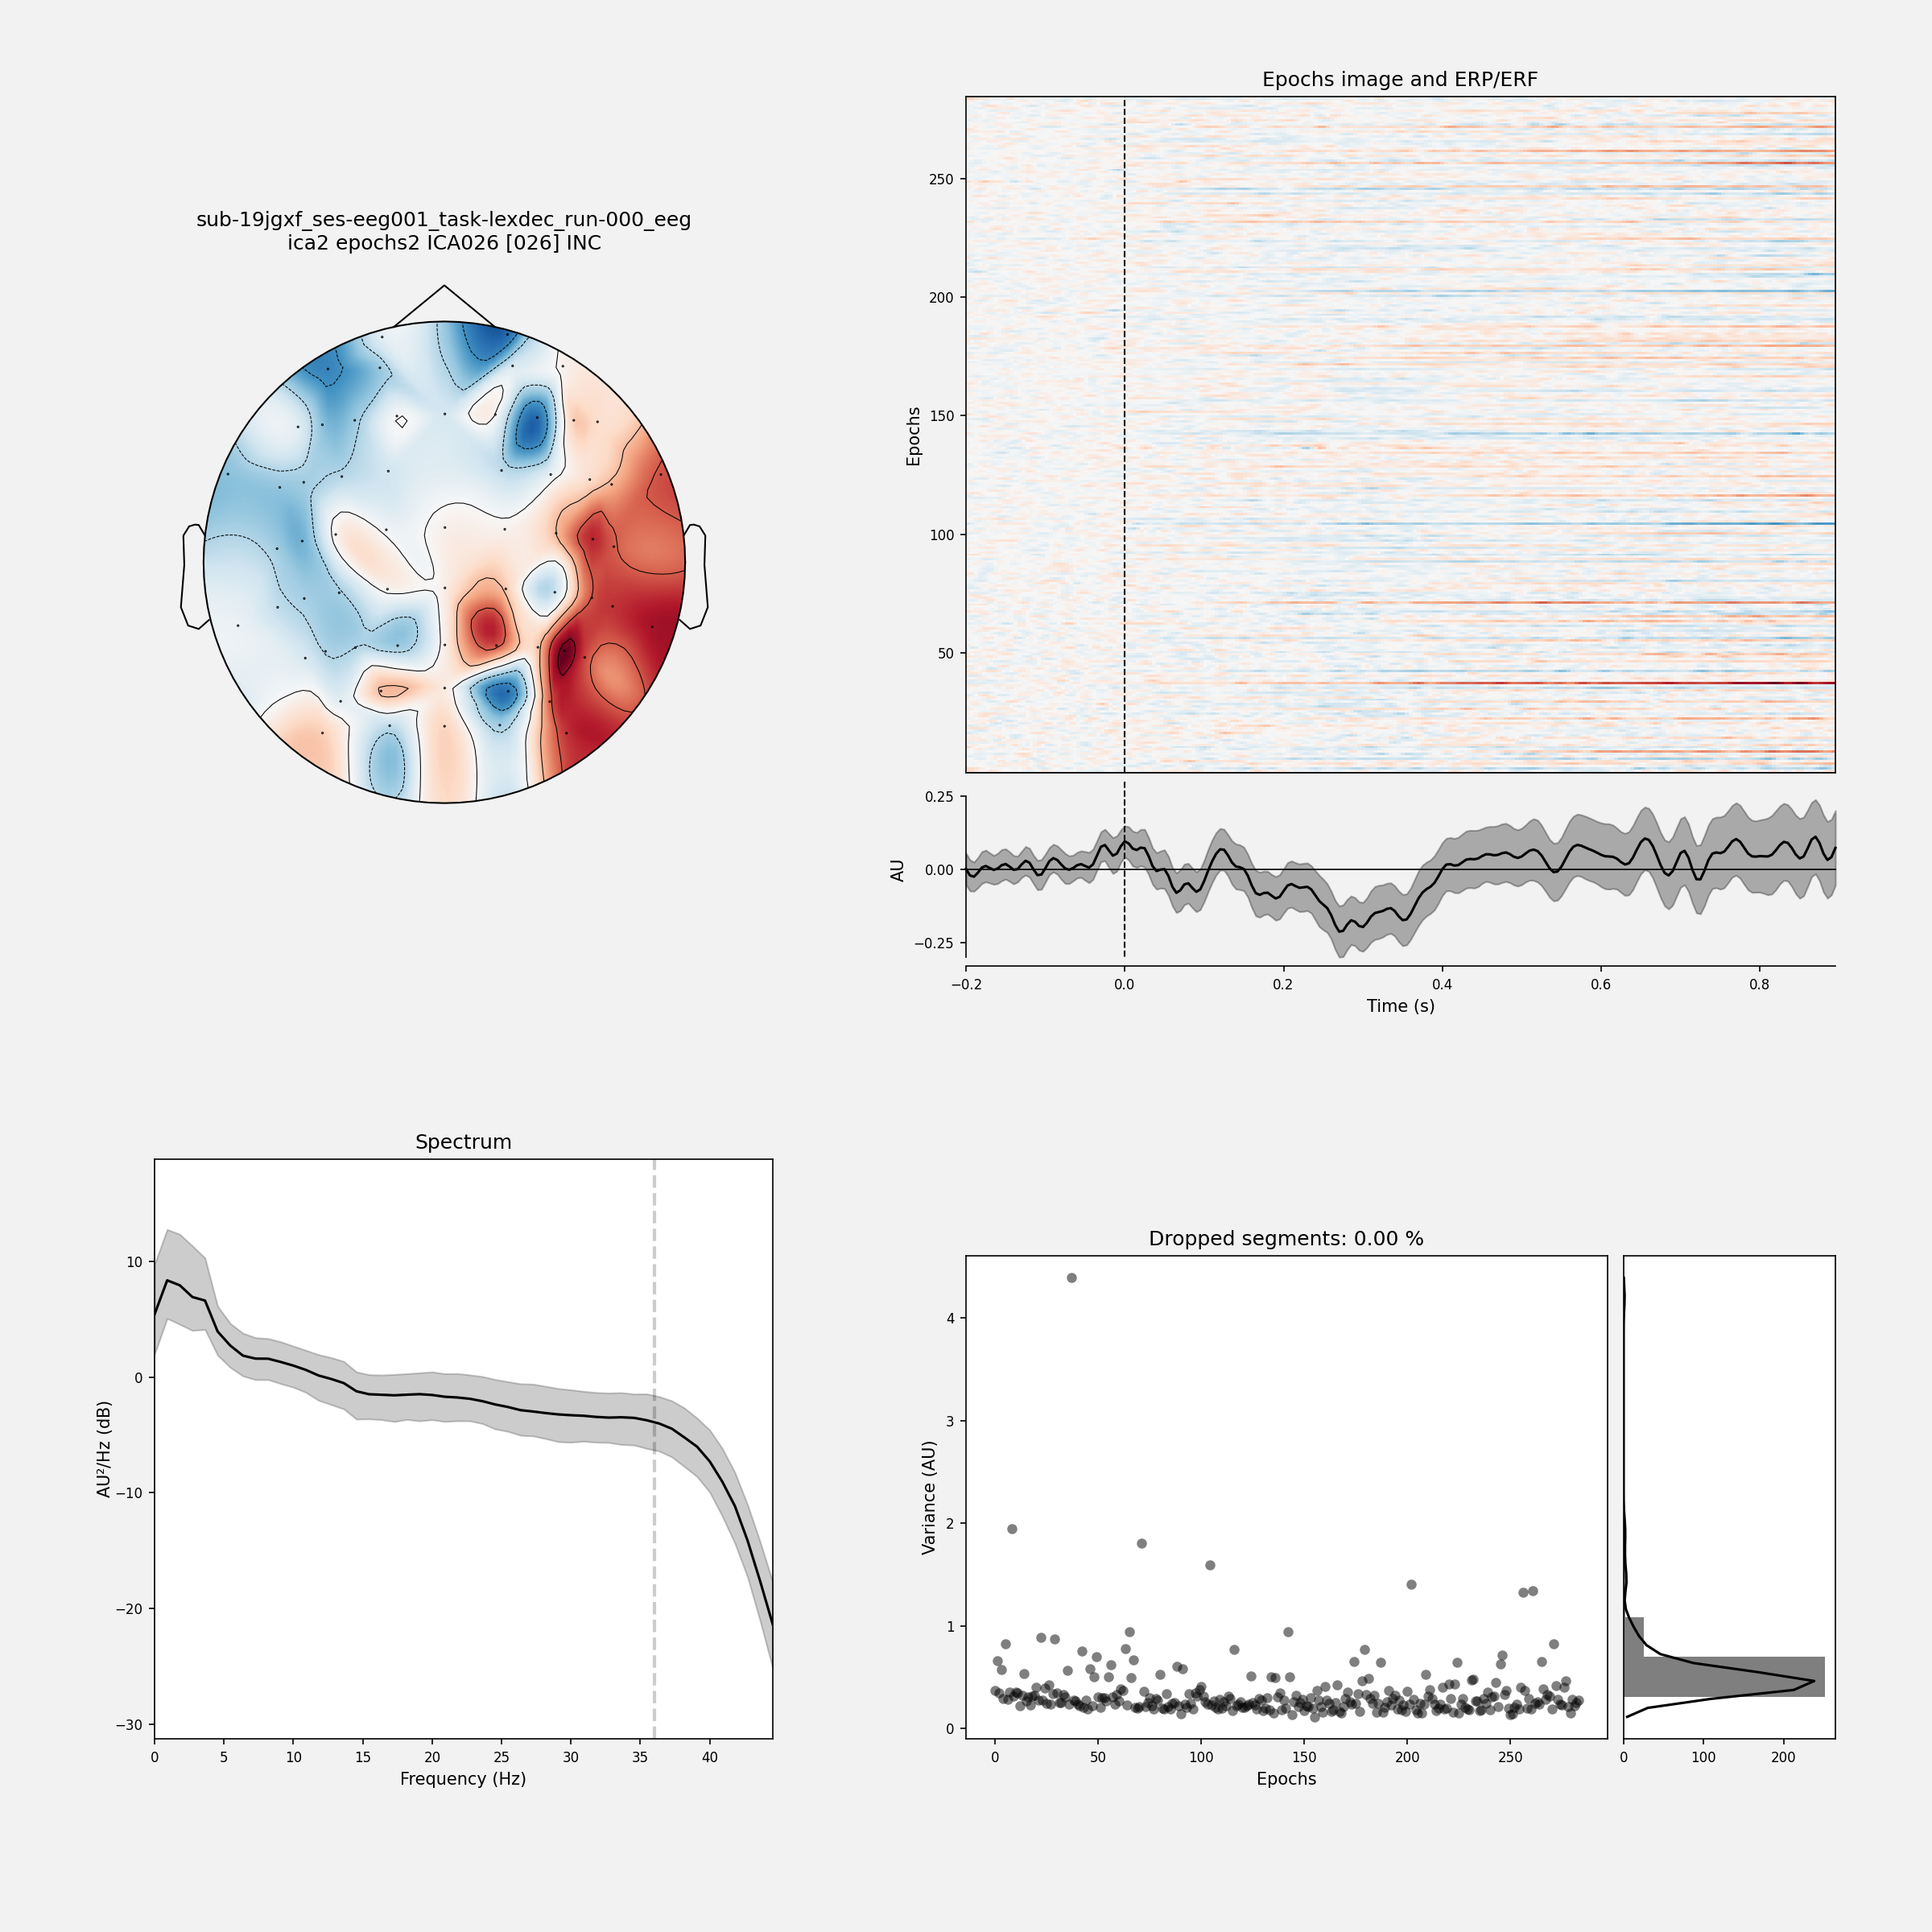 sub-19jgxf_ses-eeg001_task-lexdec_run-000_eeg
ica2 epochs2 ICA026 [026] INC
Epochs image and ERP/ERF
250
200
150
100
50
Epochs
0.25
0.00
−0.25
AU
−0.2 0.0 0.2 0.4 0.6 0.8
Time (s)
Spectrum
10
0
−10
−20
−30
AU²/Hz (dB)
0 5 10 15 20 25 30 35 40
Frequency (Hz)
Dropped segments: 0.00 %
4
3
2
1
0
Variance (AU)
0 50 100 150 200 250
Epochs
0 100 200